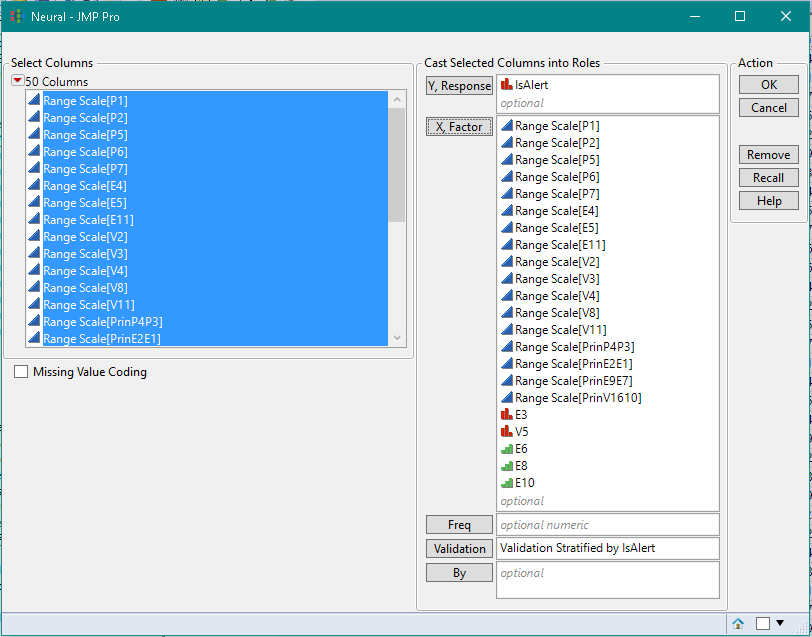 Neural - JMP Pro
Select Columns
50 Columns
Range Scale[P1]
Range Scale[P2]
Range Scale[P5]
Range Scale[P6]
Range Scale[P7]
Range Scale[E4]
Range Scale[E5]
Range Scale[E11]
Range Scale[V2]
Range Scale[V3]
Range Scale[V4]
Range Scale[V8]
Range Scale[V11]
Range Scale[PrinP4P3]
Range Scale[PrinE2E1]
Missing Value Coding
Cast Selected Columns into Roles
Y, Response
IsAlert
optional
X, Factor
Range Scale[P1]
Range Scale[P2]
Range Scale[P5]
Range Scale[P6]
Range Scale[P7]
Range Scale[E4]
Range Scale[E5]
Range Scale[E11]
Range Scale[V2]
Range Scale[V3]
Range Scale[V4]
Range Scale[V8]
Range Scale[V11]
Range Scale[PrinP4P3]
Range Scale[PrinE2E1]
Range Scale[PrinE9E7]
Range Scale[PrinV1610]
E3
V5
E6
E8
E10
optional
Freq
optional numeric
Validation
Validation Stratified by IsAlert
By
optional
Action
OK
Cancel
Remove
Recall
Help